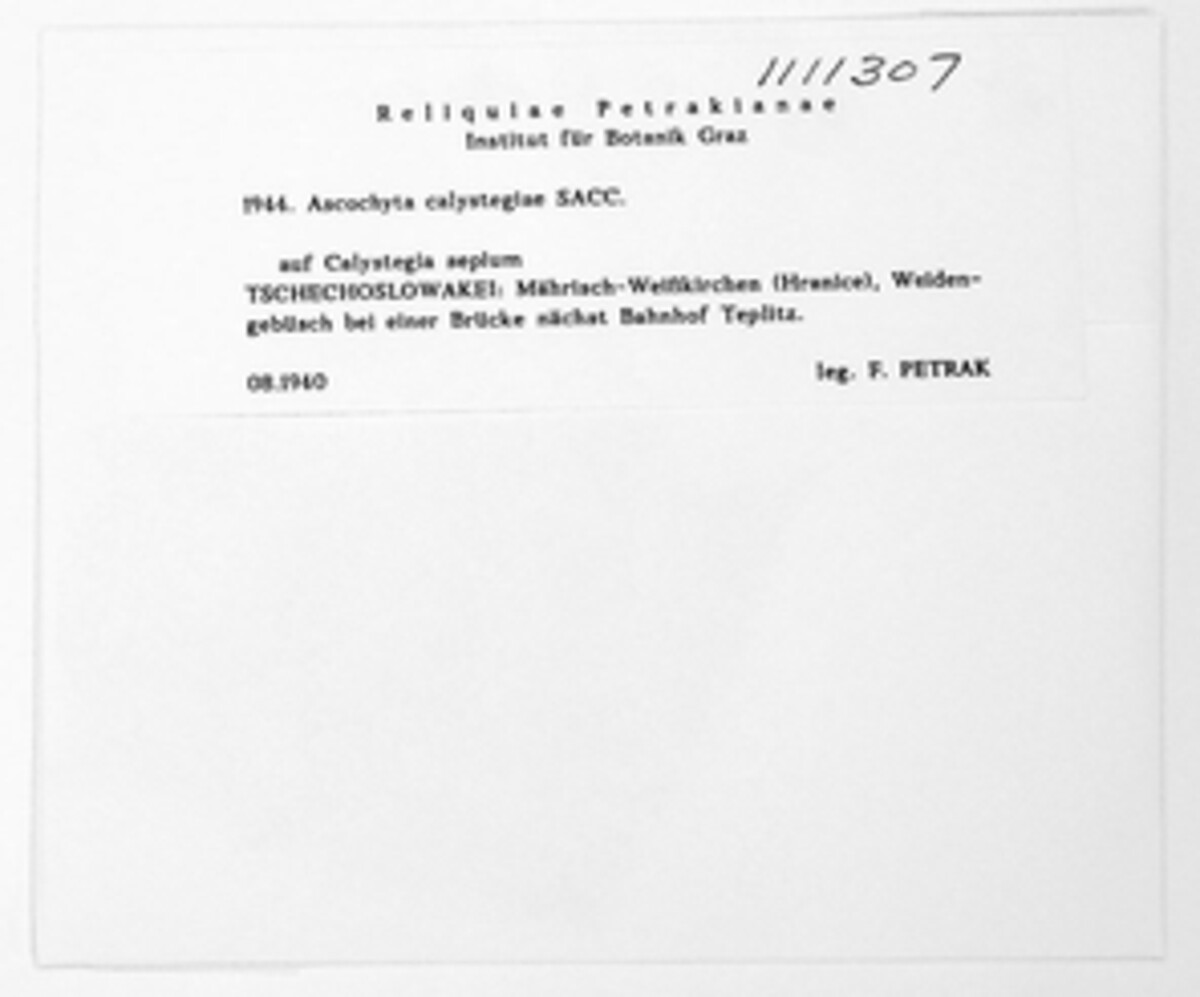 1111307
Reliquiae Petrakianae
Institut für Botanik Graz
1944. Ascochyta calystegiae SACC.
auf Calystegia sepium
TSCHECHOSLOWAKEI: Mährisch-Weißkirchen (Hranice), Weiden-
gebüsch bei einer Brücke nächst Bahnhof Teplitz.
08.1940
leg. F. PETRAK